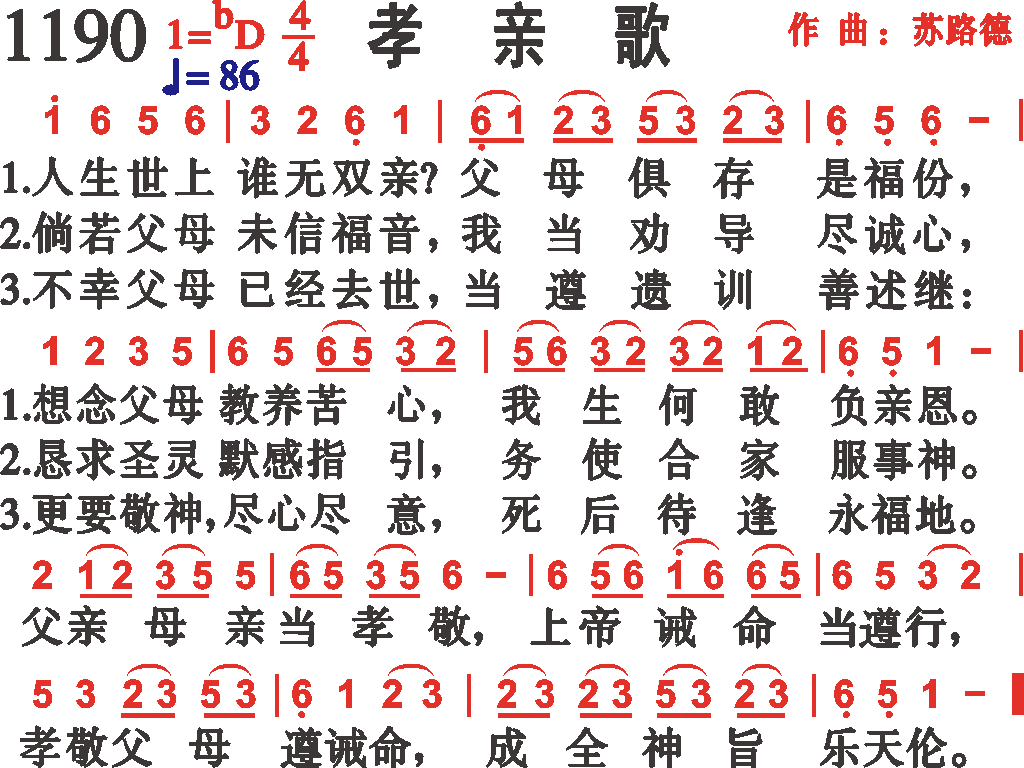 1190 1=ᵇD 4/4 孝亲歌 作曲：苏路德
♩=86
i 6 5 6 | 3 2 6̣ 1 | 6̣ 1 2 3 5 3 2 3 | 6̣ 5̣ 6̣ – |
1.人生世上 谁无双亲?父母俱存 是福份，
2.倘若父母 未信福音，我当劝导 尽诚心，
3.不幸父母 已经去世，当遵遗训 善述继：
1 2 3 5 | 6 5 6 5 3 2 | 5 6 3 2 3 2 1 2 | 6̣ 5̣ 1 – |
1.想念父母 教养苦心，我生何敢 负亲恩。
2.恳求圣灵 默感指引，务使合家 服事神。
3.更要敬神，尽心尽意，死后待逢 永福地。
2 1 2 3 5 5 | 6 5 3 5 6 – | 6 5 6 i 6 6 5 | 6 5 3 2 |
父亲母亲当孝敬，上帝诫命当遵行，
5 3 2 3 5 3 | 6̣ 1 2 3 | 2 3 2 3 5 3 2 3 | 6̣ 5̣ 1 –
孝敬父母遵诫命，成全神旨乐天伦。